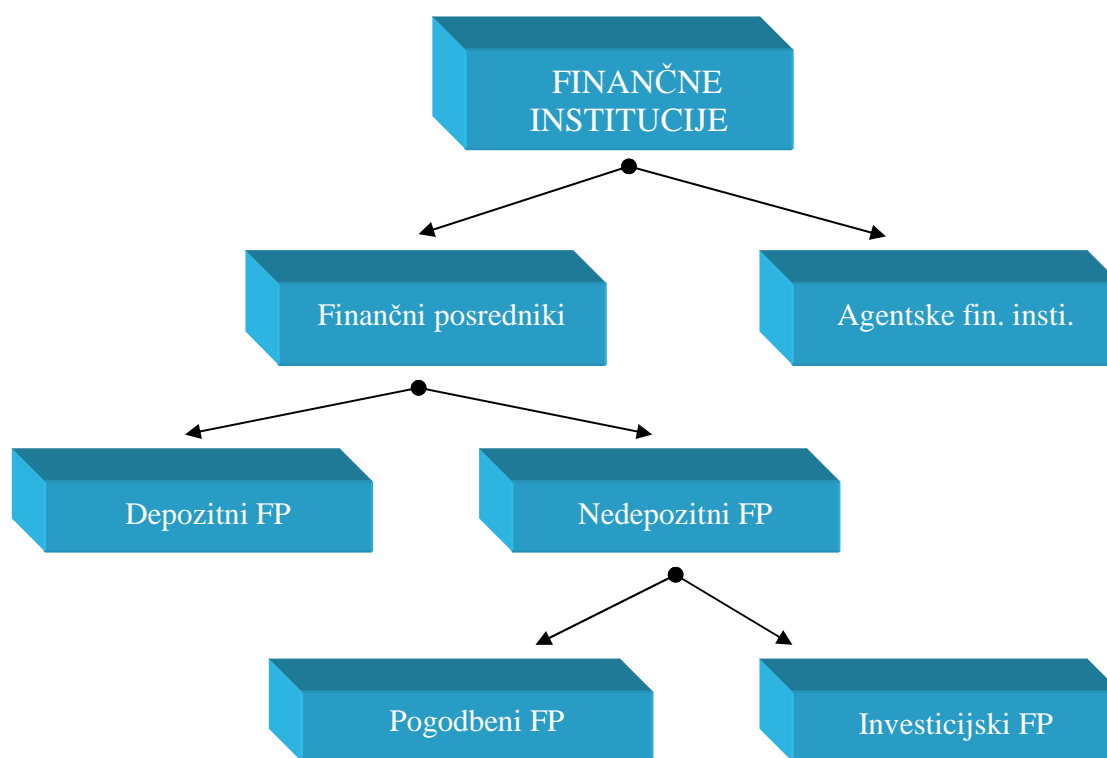 FINANČNE
INSTITUCIJE
Finančni posredniki
Agentske fin. insti.
Depozitni FP
Nedepozitni FP
Pogodbeni FP
Investicijski FP